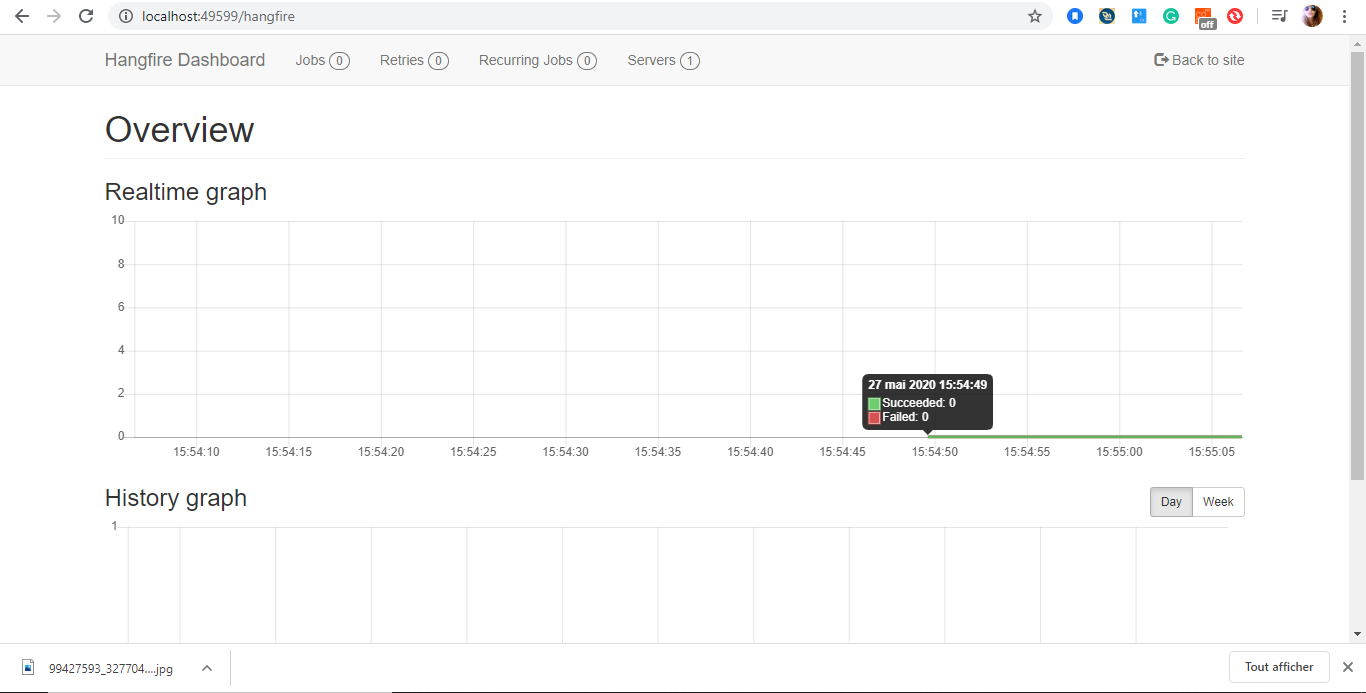 localhost:49599/hangfire
off
Hangfire Dashboard Jobs 0 Retries 0 Recurring Jobs 0 Servers 1 Back to site
Overview
Realtime graph
10
8
6
4
2
0
27 mai 2020 15:54:49
Succeeded: 0
Failed: 0
15:54:10 15:54:15 15:54:20 15:54:25 15:54:30 15:54:35 15:54:40 15:54:45 15:54:50 15:54:55 15:55:00 15:55:05
History graph Day Week
1
99427593_327704....jpg Tout afficher